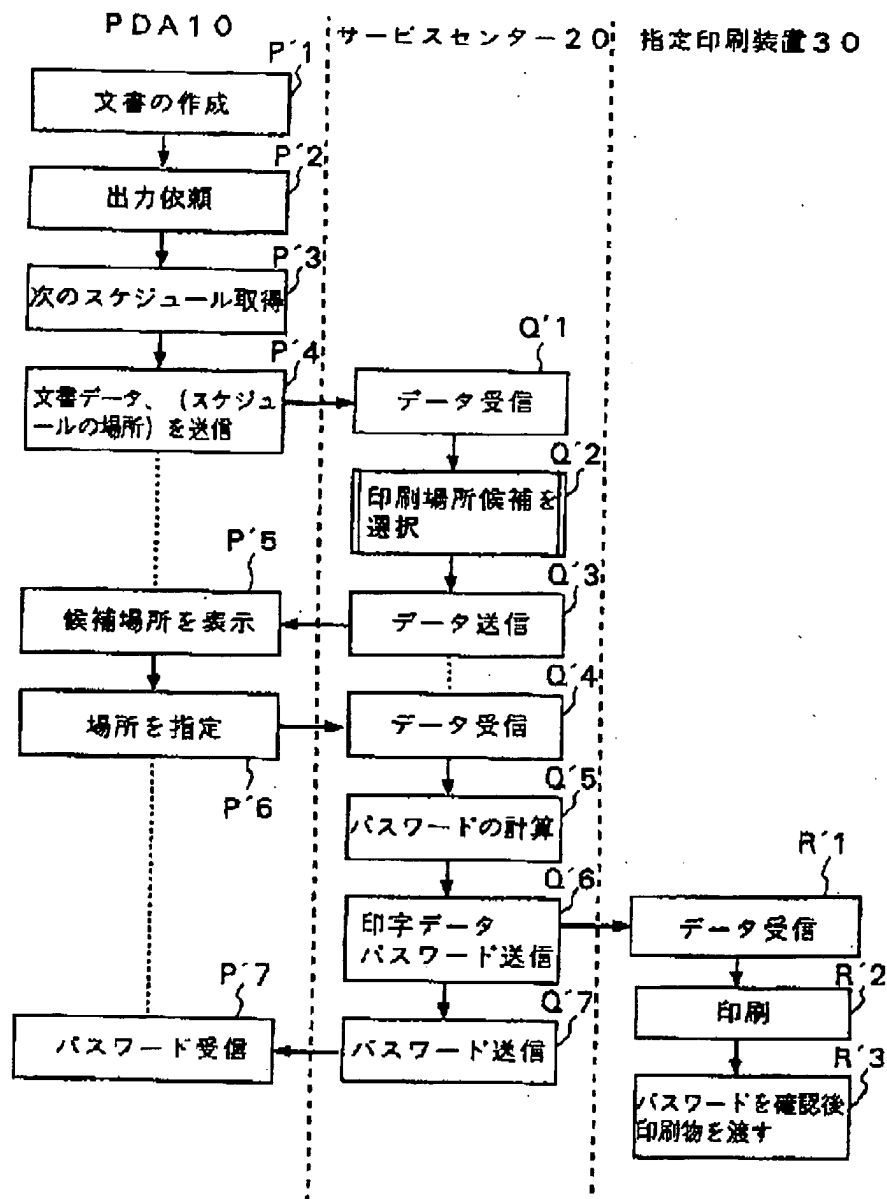 PDA10
サービスセンター20
指定印刷装置30
P´1
文書の作成
P´2
出力依頼
P´3
次のスケジュール取得
P´4
文書データ、(スケジュ
ールの場所)を送信
Q´1
データ受信
Q´2
印刷場所候補を
選択
P´5
候補場所を表示
Q´3
データ送信
場所を指定
P´6
Q´4
データ受信
Q´5
パスワードの計算
Q´6
印字データ
パスワード送信
R´1
データ受信
R´2
印刷
P´7
パスワード受信
Q´7
パスワード送信
R´3
パスワードを確認後
印刷物を渡す